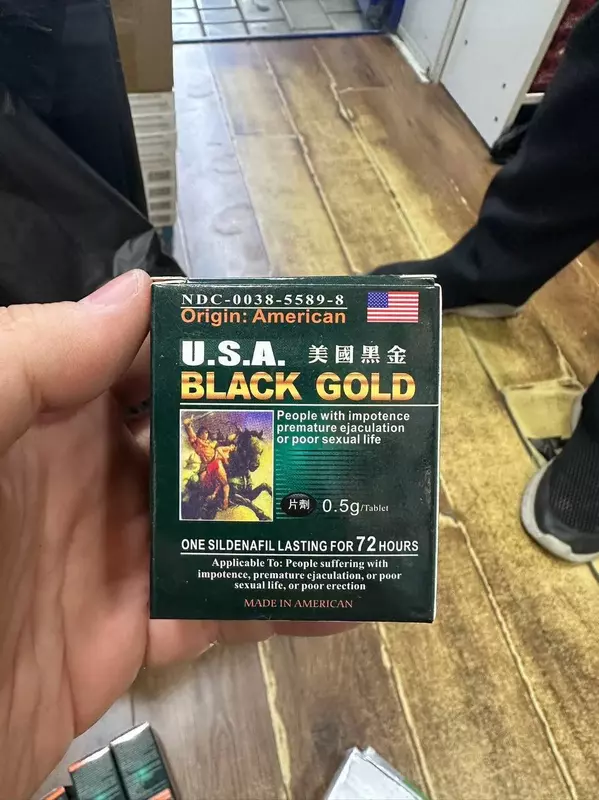 NDC-0038-5589-8
Origin: American
U.S.A. 美國黑金
BLACK GOLD
People with impotence
premature ejaculation
or poor sexual life
片劑 0.5g/Tablet
ONE SILDENAFIL LASTING FOR 72 HOURS
Applicable To: People suffering with
impotence, premature ejaculation, or poor
sexual life, or poor erection
MADE IN AMERICAN